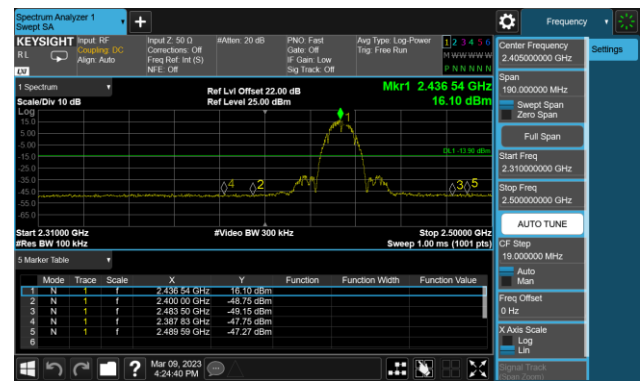 Spectrum Analyzer 1
Swept SA
Frequency
KEYSIGHT
RL
LXI
Input: RF
Coupling: DC
Align: Auto
Input Z: 50 Ω
Corrections: Off
Freq Ref: Int (S)
NFE: Off
#Atten: 20 dB
PNO: Fast
Gate: Off
IF Gain: Low
Sig Track: Off
Avg Type: Log-Power
Trig: Free Run
1 2 3 4 5 6
M W W W W W
P N N N N N
1 Spectrum
Scale/Div 10 dB
Log
Ref Lvl Offset 22.00 dB
Ref Level 25.00 dBm
Mkr1 2.436 54 GHz
16.10 dBm
15.0
5.00
-5.00
-15.0
-25.0
-35.0
-45.0
-55.0
-65.0
DL1 -13.90 dBm
1
4
2
3
5
Start 2.31000 GHz
#Res BW 100 kHz
#Video BW 300 kHz
Stop 2.50000 GHz
Sweep 1.00 ms (1001 pts)
5 Marker Table
Mode Trace Scale X Y Function Function Width Function Value
1 N 1 f 2.436 54 GHz 16.10 dBm
2 N 1 f 2.400 00 GHz -48.75 dBm
3 N 1 f 2.483 50 GHz -49.15 dBm
4 N 1 f 2.387 83 GHz -47.75 dBm
5 N 1 f 2.489 59 GHz -47.27 dBm
6
Mar 09, 2023
4:24:40 PM
?
Center Frequency
2.405000000 GHz
Settings
Span
190.000000 MHz
Swept Span
Zero Span
Full Span
Start Freq
2.310000000 GHz
Stop Freq
2.500000000 GHz
AUTO TUNE
CF Step
19.000000 MHz
Auto
Man
Freq Offset
0 Hz
X Axis Scale
Log
Lin
Signal Track
(Span Zoom)